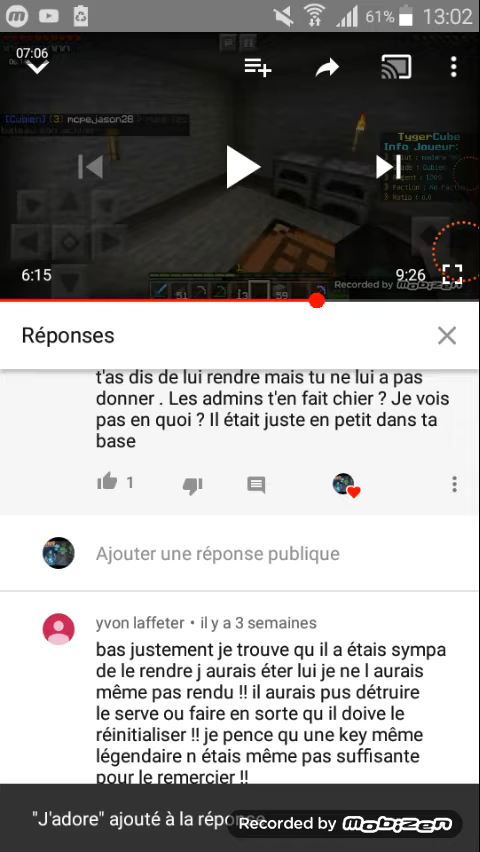 61% 13:02
07:06
[Cubien] [3] mcpe_jason28
TygerCube
Info Joueur:
6:15
9:26
Recorded by mobizen
Réponses
t'as dis de lui rendre mais tu ne lui a pas
donner . Les admins t'en fait chier ? Je vois
pas en quoi ? Il était juste en petit dans ta
base
1
Ajouter une réponse publique
yvon laffeter • il y a 3 semaines
bas justement je trouve qu il a étais sympa
de le rendre j aurais éter lui je ne l aurais
même pas rendu !! il aurais pus détruire
le serve ou faire en sorte qu il doive le
réinitialiser !! je pence qu une key même
légendaire n étais même pas suffisante
pour le remercier !!
"J'adore" ajouté à la réponse
Recorded by mobizen